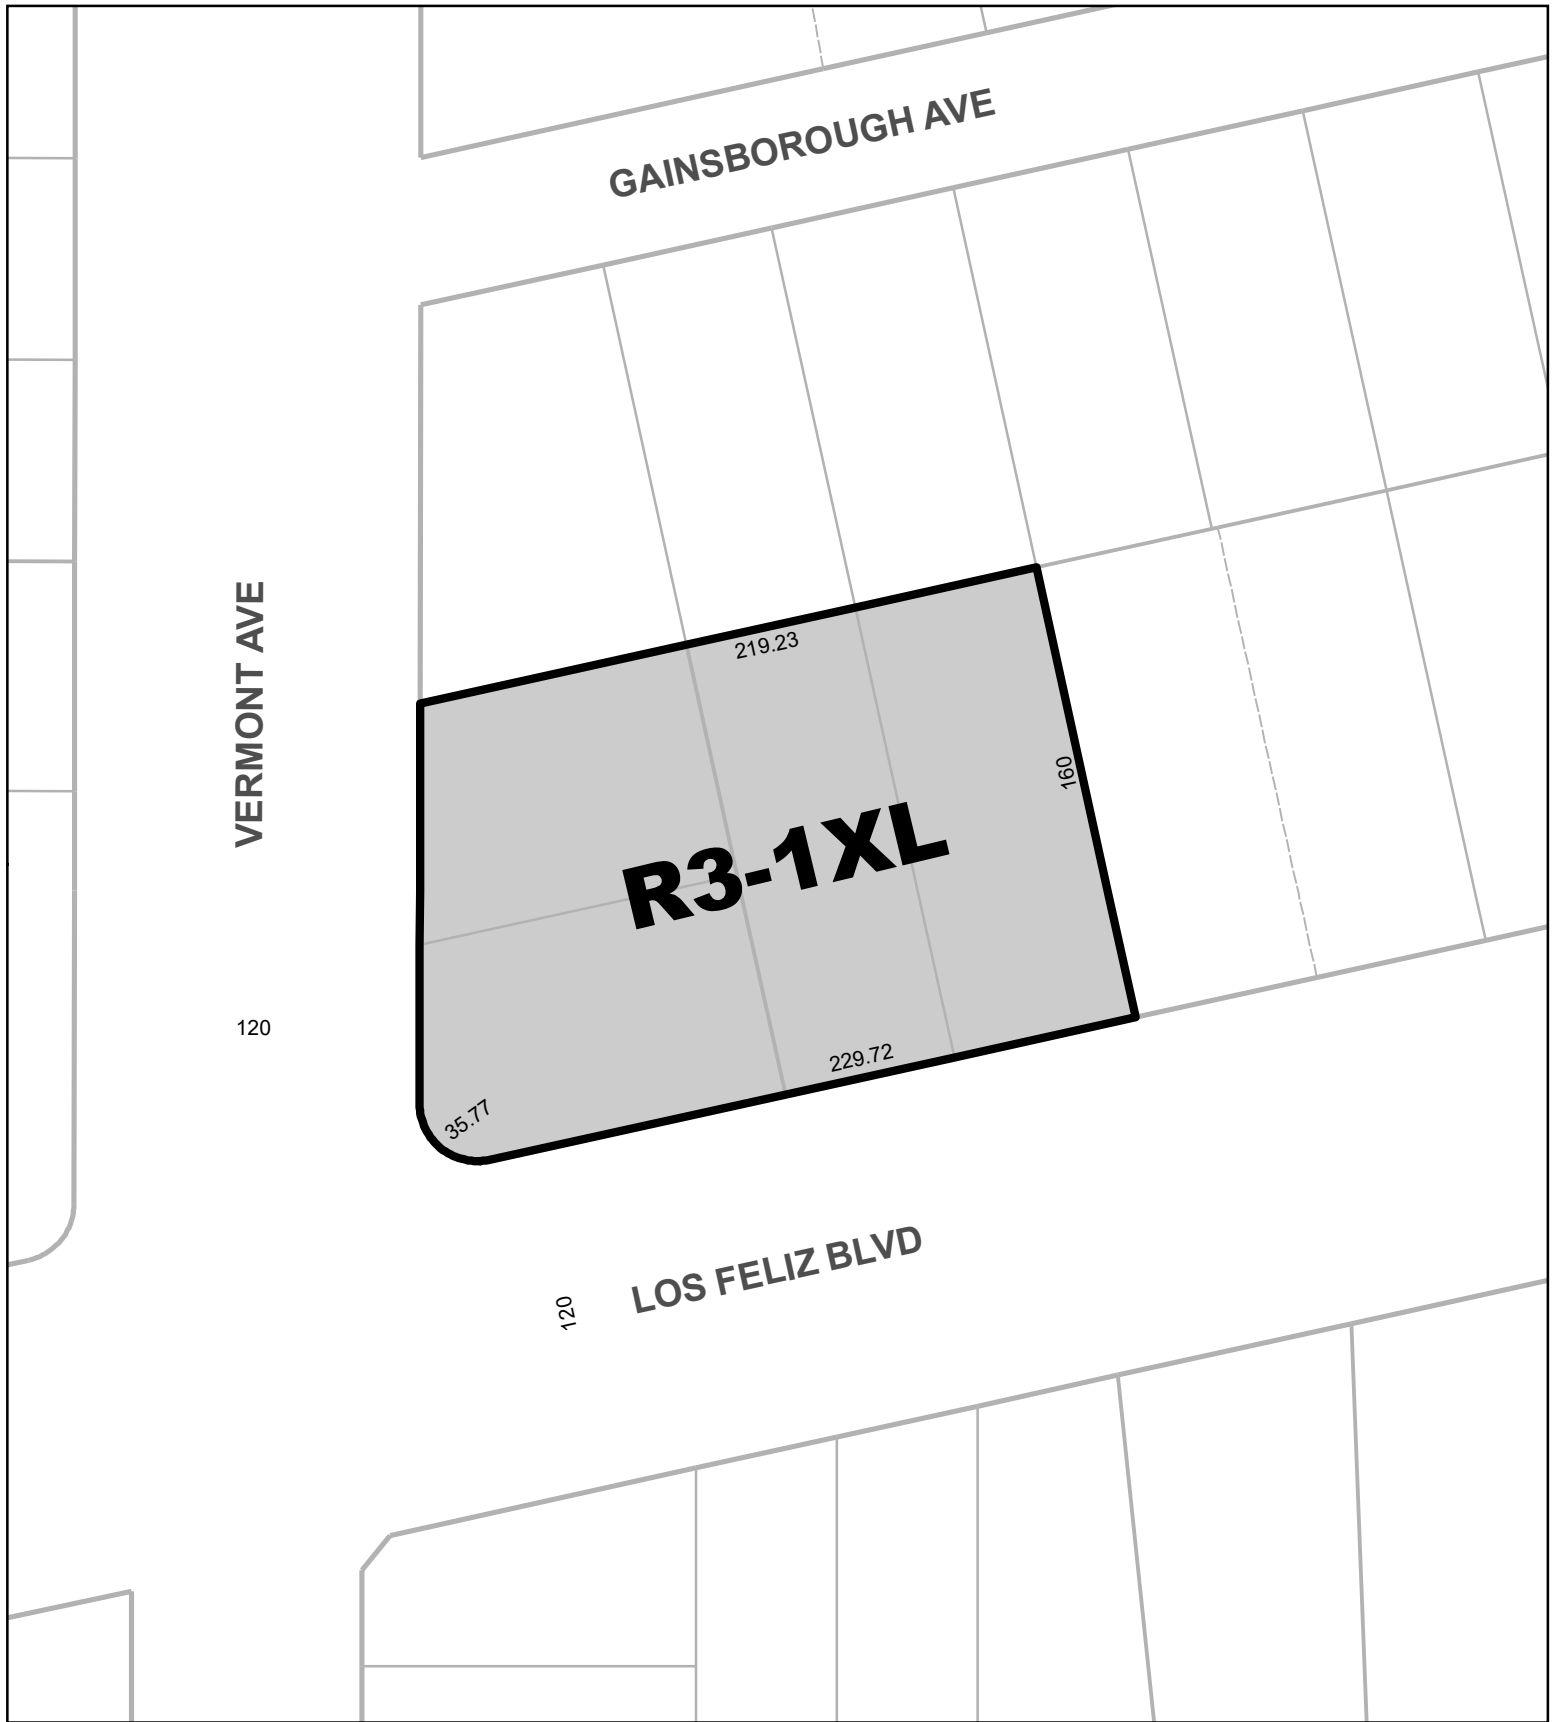 GAINSBOROUGH AVE
VERMONT AVE
219.23
160
R3-1XL
120
229.72
35.77
LOS FELIZ BLVD
120